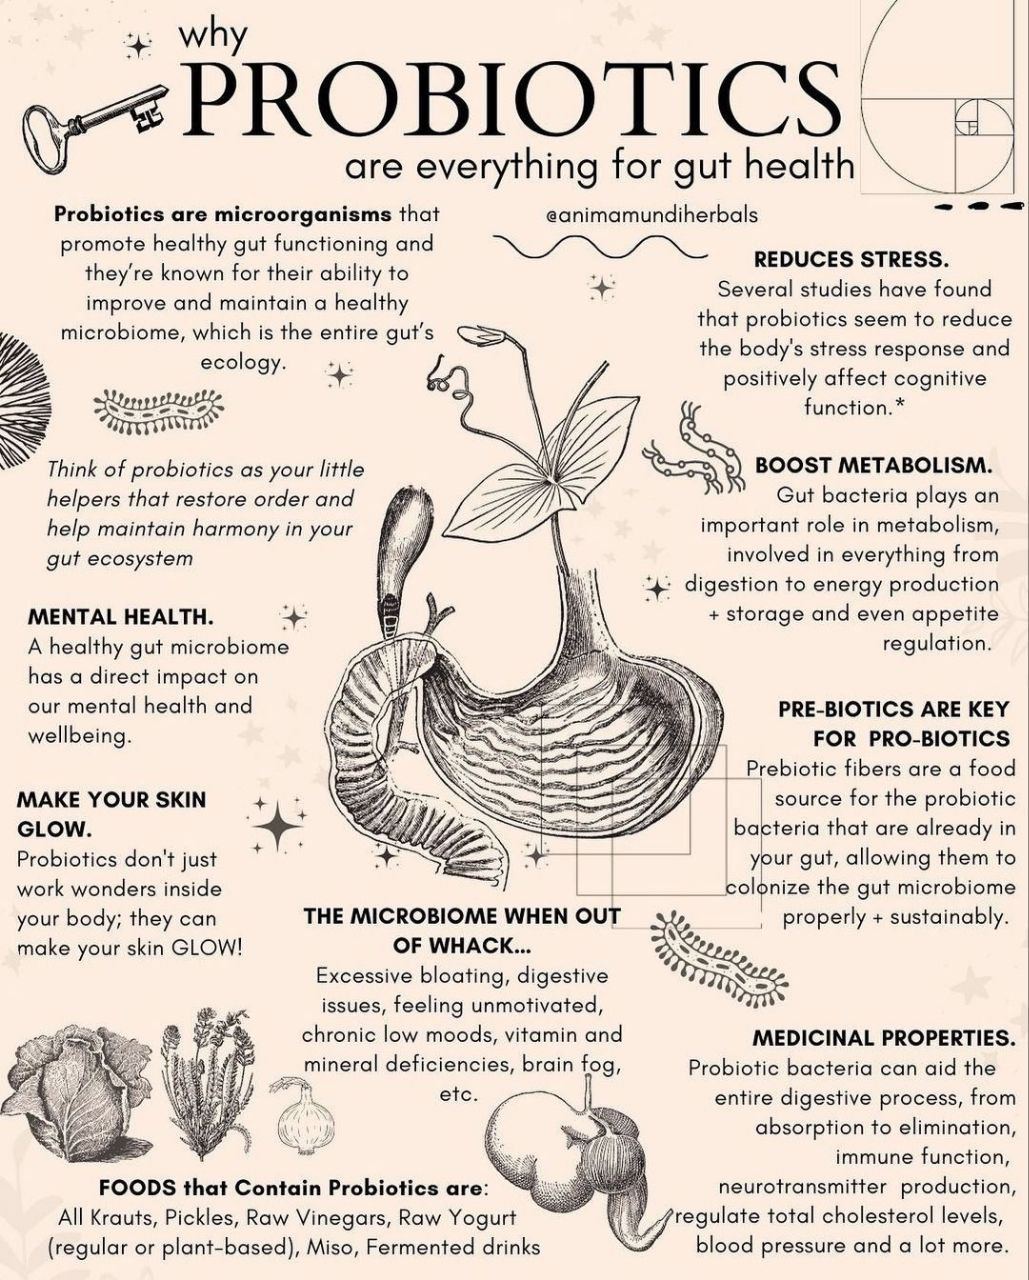 why
PROBIOTICS
are everything for gut health
Probiotics are microorganisms that
promote healthy gut functioning and
they're known for their ability to
improve and maintain a healthy
microbiome, which is the entire gut's
ecology.
@animamundiherbals
REDUCES STRESS.
Several studies have found
that probiotics seem to reduce
the body's stress response and
positively affect cognitive
function.*
Think of probiotics as your little
helpers that restore order and
help maintain harmony in your
gut ecosystem
BOOST METABOLISM.
Gut bacteria plays an
important role in metabolism,
involved in everything from
digestion to energy production
+ storage and even appetite
regulation.
MENTAL HEALTH.
A healthy gut microbiome
has a direct impact on
our mental health and
wellbeing.
PRE-BIOTICS ARE KEY
FOR PRO-BIOTICS
Prebiotic fibers are a food
source for the probiotic
bacteria that are already in
your gut, allowing them to
colonize the gut microbiome
properly + sustainably.
MAKE YOUR SKIN
GLOW.
Probiotics don't just
work wonders inside
your body; they can
make your skin GLOW!
THE MICROBIOME WHEN OUT
OF WHACK...
Excessive bloating, digestive
issues, feeling unmotivated,
chronic low moods, vitamin and
mineral deficiencies, brain fog,
etc.
MEDICINAL PROPERTIES.
Probiotic bacteria can aid the
entire digestive process, from
absorption to elimination,
immune function,
neurotransmitter production,
regulate total cholesterol levels,
blood pressure and a lot more.
FOODS that Contain Probiotics are:
All Krauts, Pickles, Raw Vinegars, Raw Yogurt
(regular or plant-based), Miso, Fermented drinks